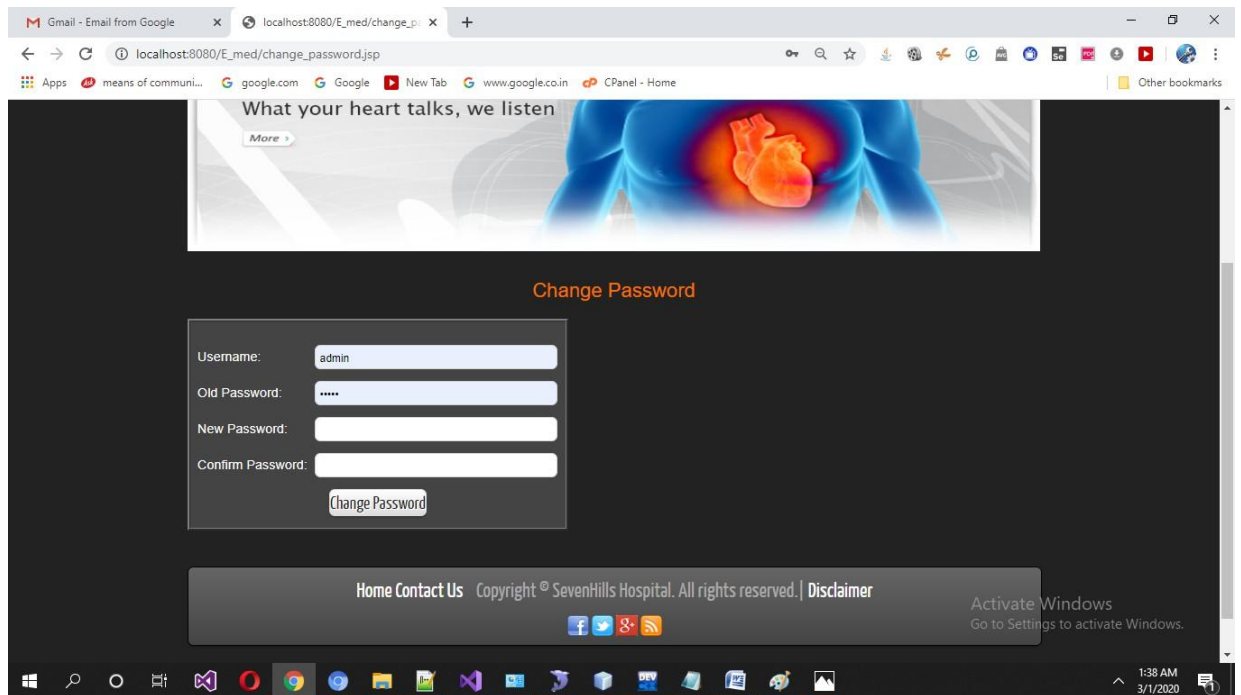 Gmail - Email from Google
localhost:8080/E_med/change_p
localhost:8080/E_med/change_password.jsp
Apps means of communi... google.com Google New Tab www.google.co.in CPanel - Home Other bookmarks
What your heart talks, we listen
More
Change Password
Username: admin
Old Password: •••••
New Password:
Confirm Password:
Change Password
Home Contact Us Copyright © SevenHills Hospital. All rights reserved.| Disclaimer
Activate Windows
Go to Settings to activate Windows.
1:38 AM
3/1/2020